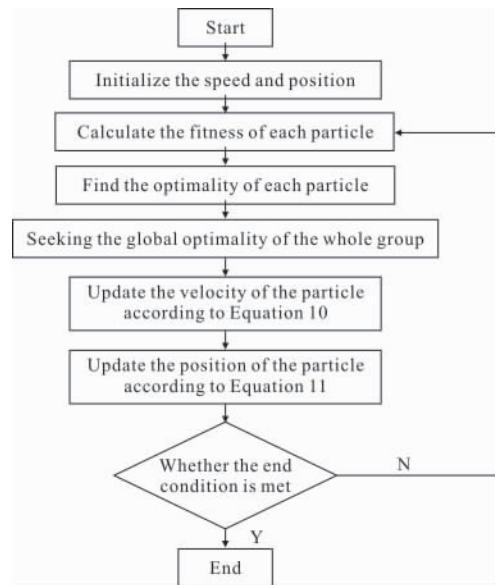 Start
Initialize the speed and position
Calculate the fitness of each particle
Find the optimality of each particle
Seeking the global optimality of the whole group
Update the velocity of the particle
according to Equation 10
Update the position of the particle
according to Equation 11
Whether the end
condition is met
N
Y
End